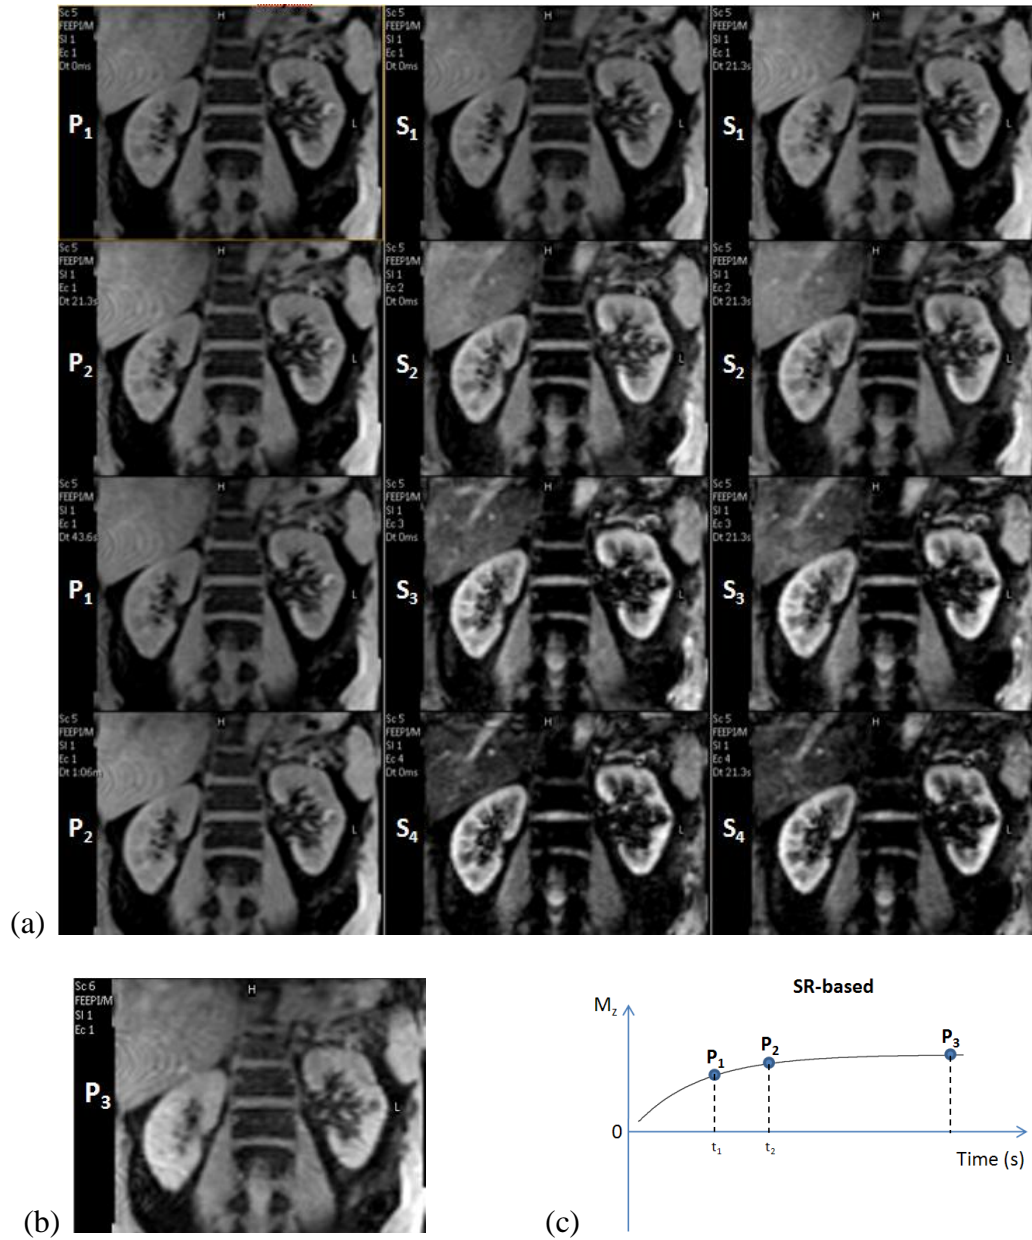 Sc 5
FEEPI/M
Sl 1
Ec 1
Dt 0ms
H
P1
L
Sc 5
FEEPI/M
Sl 1
Ec 1
Dt 0ms
H
S1
L
Sc 5
FEEPI/M
Sl 1
Ec 1
Dt 21.3s
H
S1
L
Sc 5
FEEPI/M
Sl 1
Ec 1
Dt 21.3s
H
P2
L
Sc 5
FEEPI/M
Sl 1
Ec 2
Dt 0ms
H
S2
L
Sc 5
FEEPI/M
Sl 1
Ec 2
Dt 21.3s
H
S2
L
Sc 5
FEEPI/M
Sl 1
Ec 1
Dt 43.6s
H
P1
L
Sc 5
FEEPI/M
Sl 1
Ec 3
Dt 0ms
H
S3
L
Sc 5
FEEPI/M
Sl 1
Ec 3
Dt 21.3s
H
S3
L
Sc 5
FEEPI/M
Sl 1
Ec 1
Dt 1:06m
H
P2
L
Sc 5
FEEPI/M
Sl 1
Ec 4
Dt 0ms
H
S4
L
Sc 5
FEEPI/M
Sl 1
Ec 4
Dt 21.3s
H
S4
L
(a)
Sc 6
FEEPI/M
Sl 1
Ec 1
H
P3
L
(b)
SR-based
Mz
P1
P2
P3
0
t1
t2
Time (s)
(c)